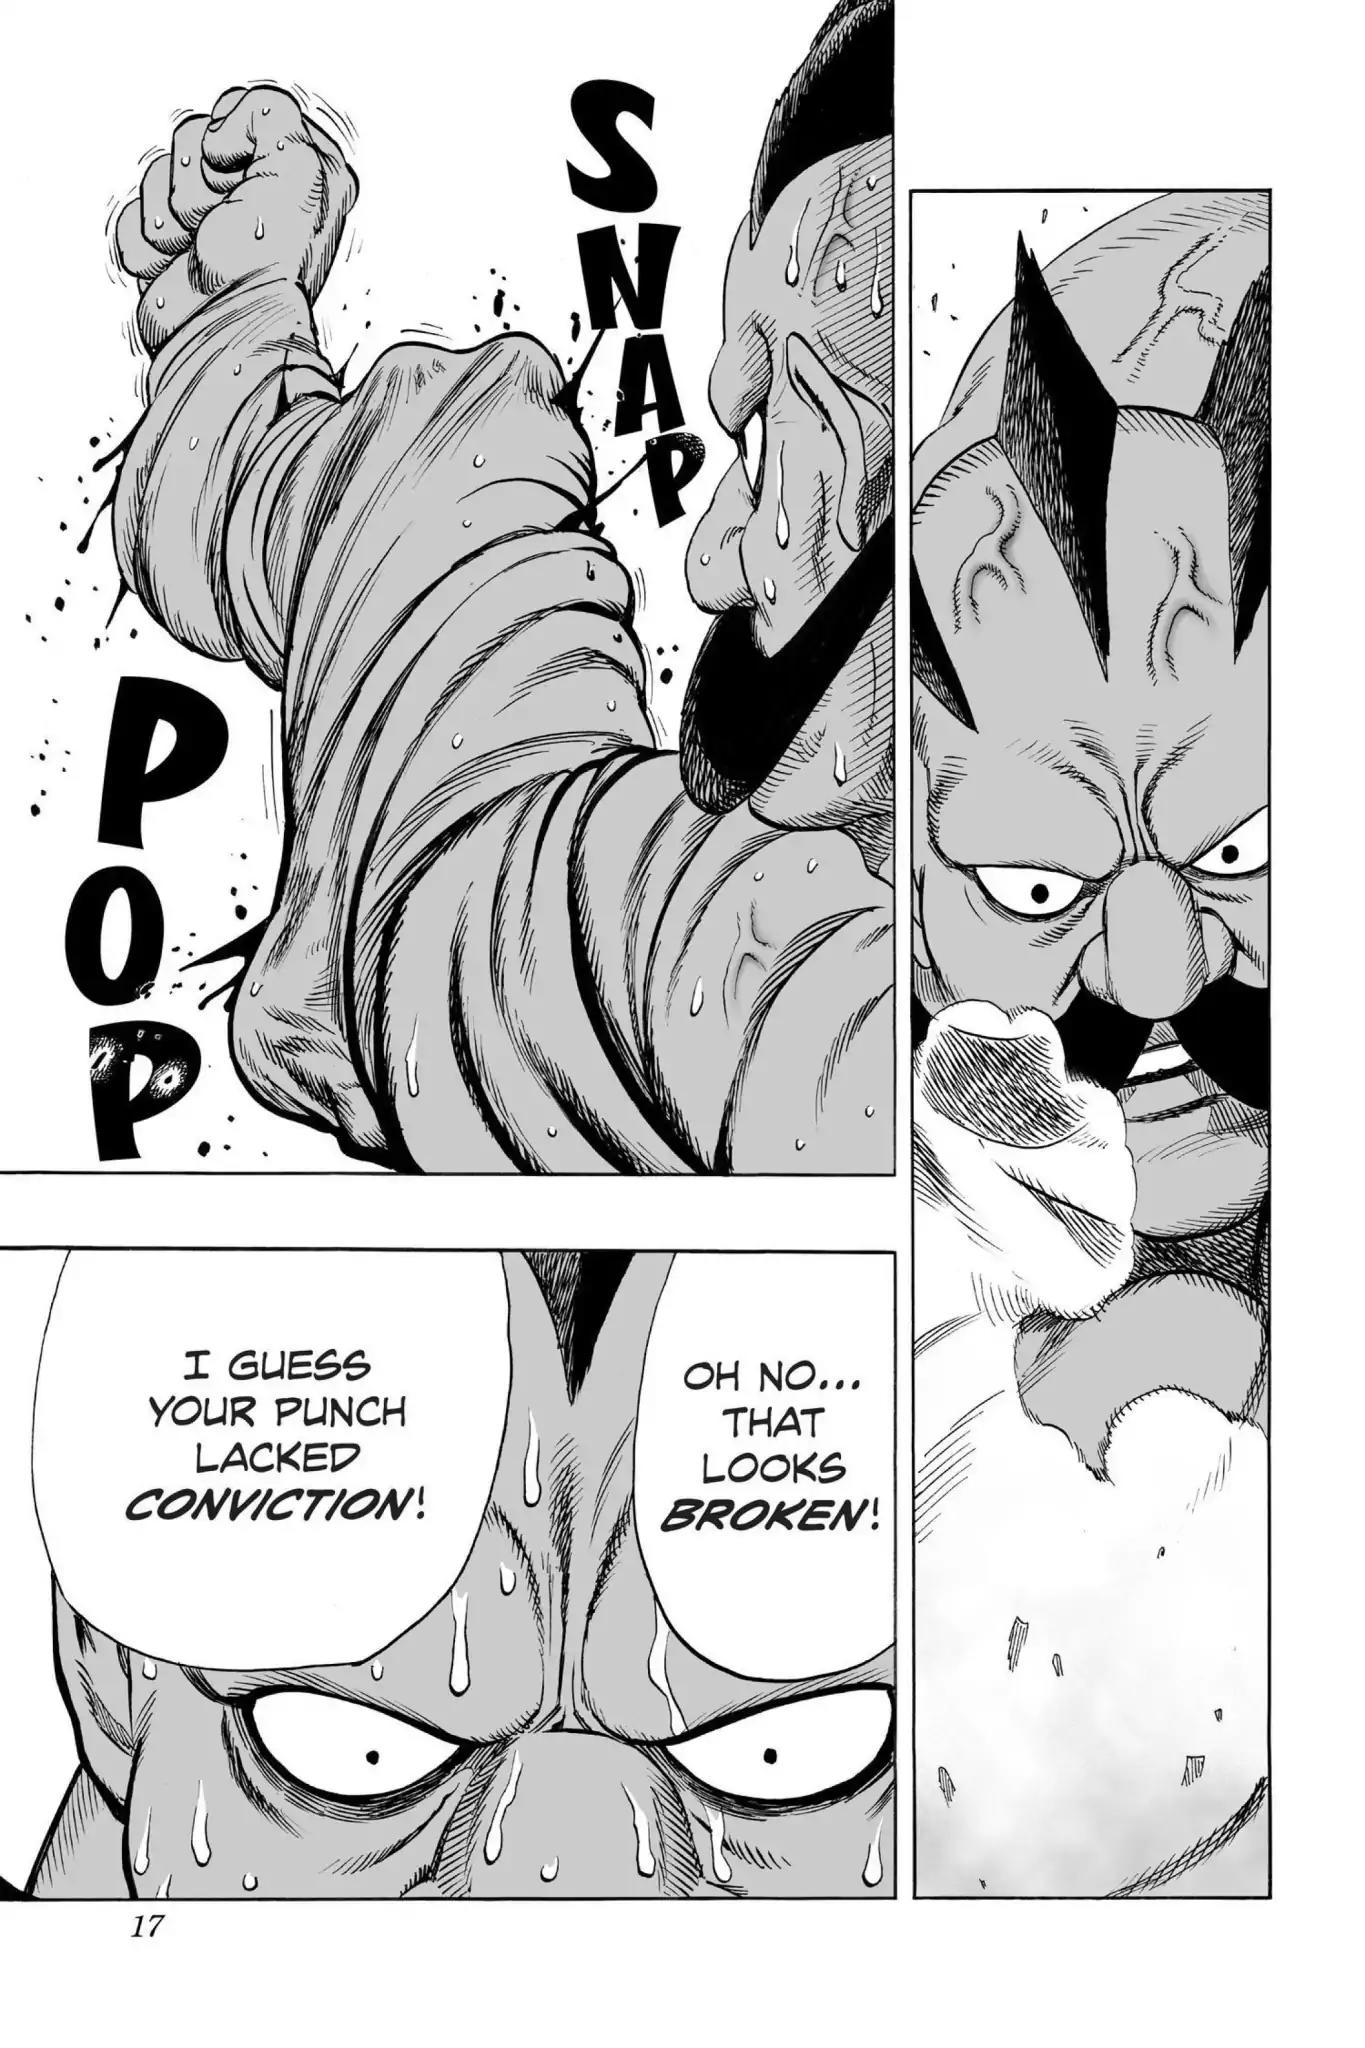 SNAP
POP
OH NO...
THAT
LOOKS
BROKEN!
I GUESS
YOUR PUNCH
LACKED
CONVICTION!
17